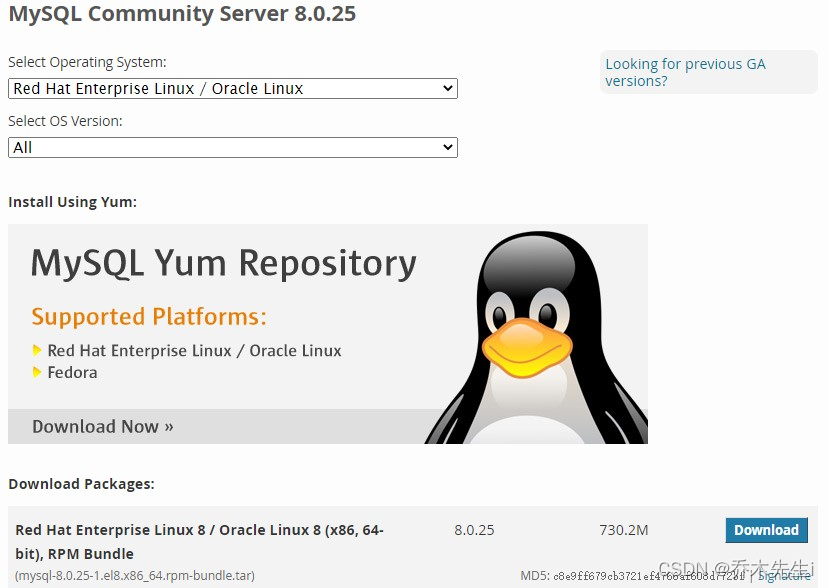 MySQL Community Server 8.0.25
Select Operating System:
Looking for previous GA
versions?
Red Hat Enterprise Linux / Oracle Linux
Select OS Version:
All
Install Using Yum:
MySQL Yum Repository
Supported Platforms:
Red Hat Enterprise Linux / Oracle Linux
Fedora
Download Now »
Download Packages:
Red Hat Enterprise Linux 8 / Oracle Linux 8 (x86, 64-
bit), RPM Bundle
8.0.25
730.2M
Download
(mysql-8.0.25-1.el8.x86_64.rpm-bundle.tar)
MD5: | Signature
CSDN @乔木先生i